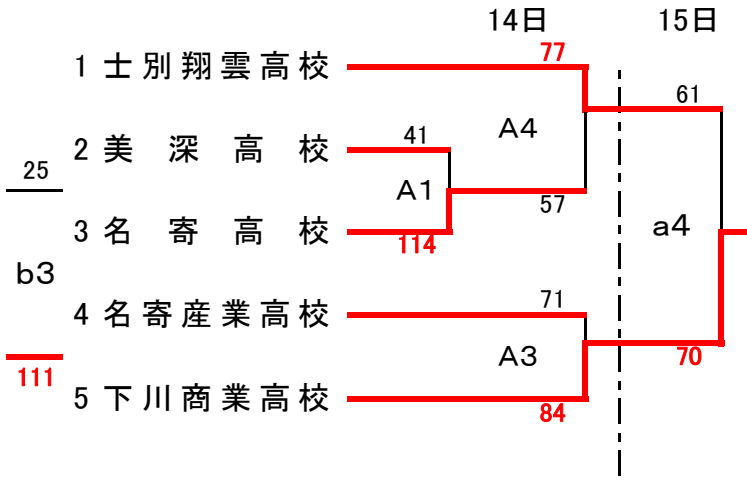 14日 15日
77
1 士別翔雲高校
61
41 A4
2 美深高校
25
A1
57
3 名寄高校
114
a4
b3
71
4 名寄産業高校
A3 70
111
5 下川商業高校
84